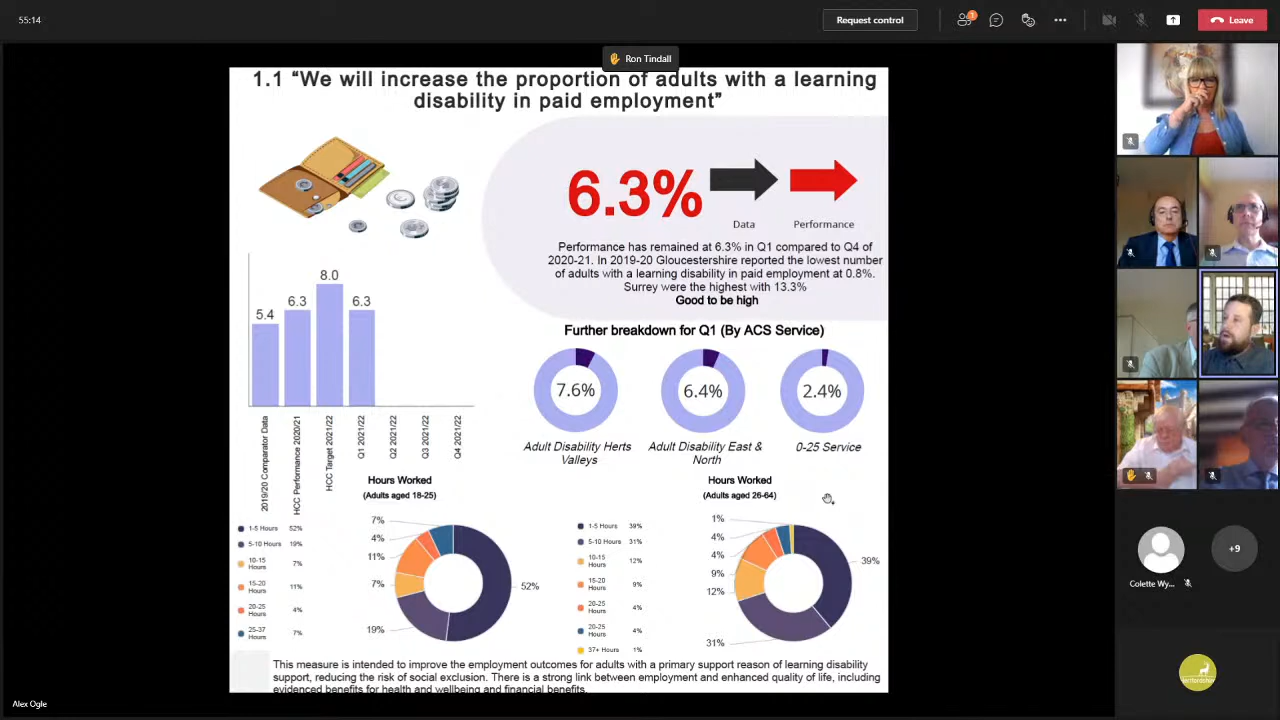 55:14
Request control
1
Leave
Ron Tindall
1.1 “We will increase the proportion of adults with a learning
disability in paid employment”
6.3%
Data
Performance
Performance has remained at 6.3% in Q1 compared to Q4 of
2020-21. In 2019-20 Gloucestershire reported the lowest number
of adults with a learning disability in paid employment at 0.8%.
Surrey were the highest with 13.3%
Good to be high
5.4
6.3
8.0
6.3
2019/20 Comparator Data
HCC Performance 2020/21
HCC Target 2021/22
Q1 2021/22
Q2 2021/22
Q3 2021/22
Q4 2021/22
Further breakdown for Q1 (By ACS Service)
7.6%
6.4%
2.4%
Adult Disability Herts
Valleys
Adult Disability East &
North
0-25 Service
Hours Worked
(Adults aged 18-25)
1-5 Hours 52%
5-10 Hours 19%
10-15
Hours 7%
15-20
Hours 11%
20-25
Hours 4%
25-37
Hours 7%
7%
4%
11%
7%
19%
52%
Hours Worked
(Adults aged 26-64)
1-5 Hours 39%
5-10 Hours 31%
10-15
Hours 12%
15-20
Hours 9%
20-25
Hours 4%
20-25
Hours 4%
37+ Hours 1%
1%
4%
4%
9%
12%
31%
39%
This measure is intended to improve the employment outcomes for adults with a primary support reason of learning disability
support, reducing the risk of social exclusion. There is a strong link between employment and enhanced quality of life, including
evidenced benefits for health and wellbeing and financial benefits.
Colette Wy...
+9
Alex Ogle